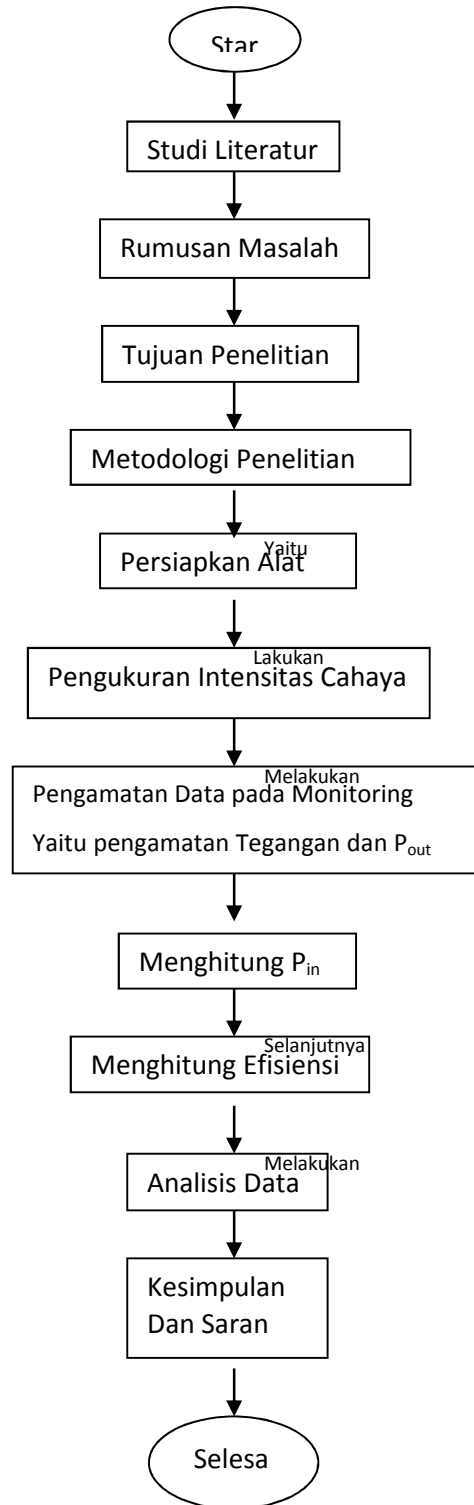 Star
Studi Literatur
Rumusan Masalah
Tujuan Penelitian
Metodologi Penelitian
Yaitu
Persiapkan Alat
Lakukan
Pengukuran Intensitas Cahaya
Melakukan
Pengamatan Data pada Monitoring
Yaitu pengamatan Tegangan dan Pout
Menghitung Pin
Selanjutnya
Menghitung Efisiensi
Melakukan
Analisis Data
Kesimpulan
Dan Saran
Selesa